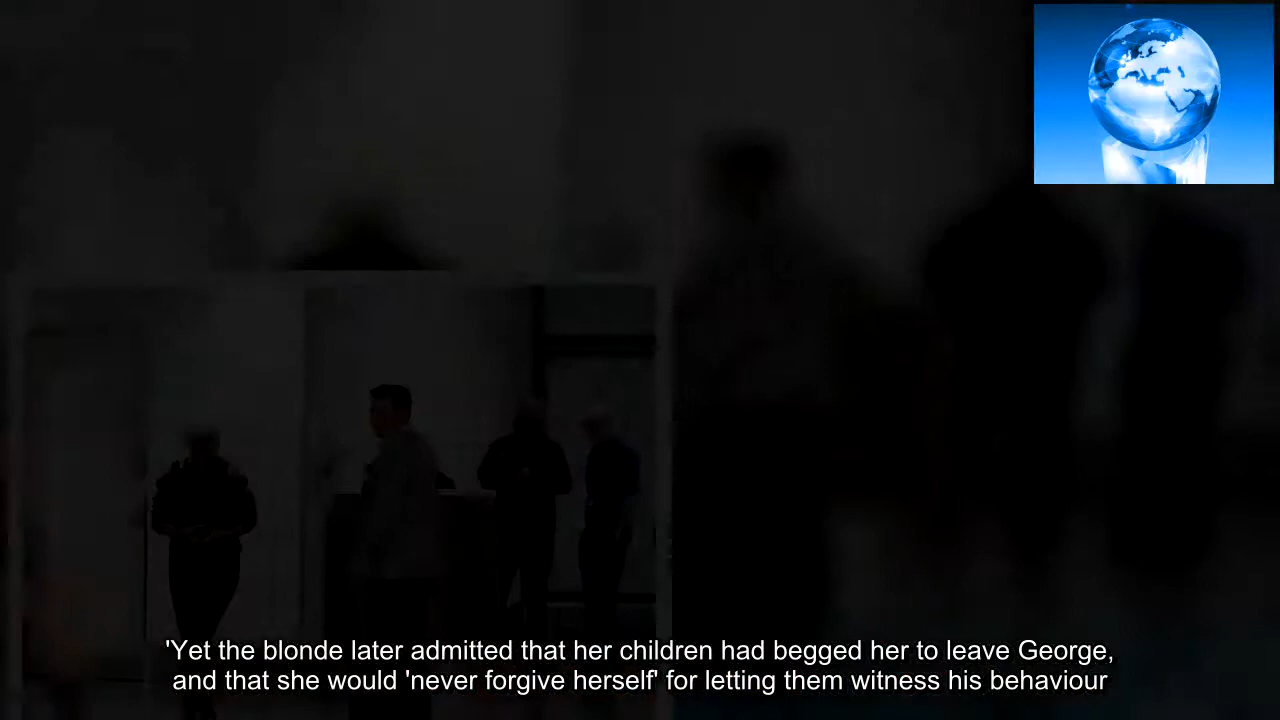 'Yet the blonde later admitted that her children had begged her to leave George,
and that she would 'never forgive herself' for letting them witness his behaviour